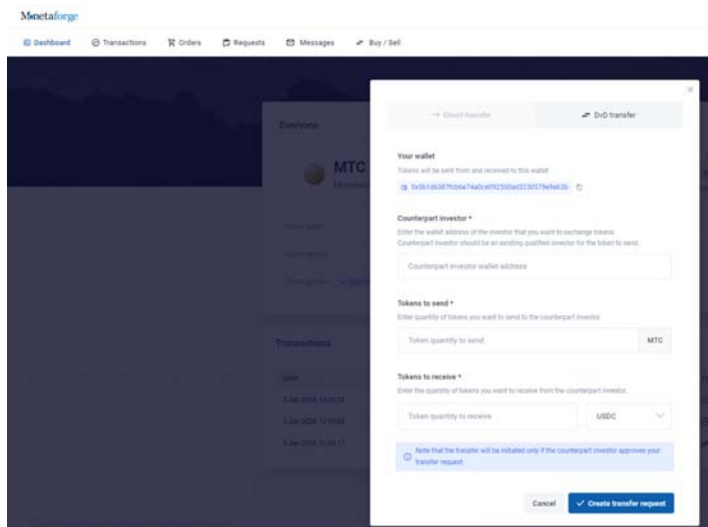 Monetaforge
Dashboard Transactions Orders Requests Messages Buy / Sell
Direct transfer DvD transfer
Overview
Your wallet
MTC
Tokens will be sent from and received to this wallet
Counterpart investor *
Enter the wallet address of the investor that you want to exchange tokens.
Counterpart investor should be an existing qualified investor for the token to send.
Counterpart investor wallet address
Tokens to send *
Enter quantity of tokens you want to send to the counterpart investor
Token quantity to send MTC
Transactions
Tokens to receive *
Date
Enter the quantity of tokens you want to receive from the counterpart investor.
Token quantity to receive USDC
Note that the transfer will be initiated only if the counterpart investor approves your
transfer request
Cancel Create transfer request